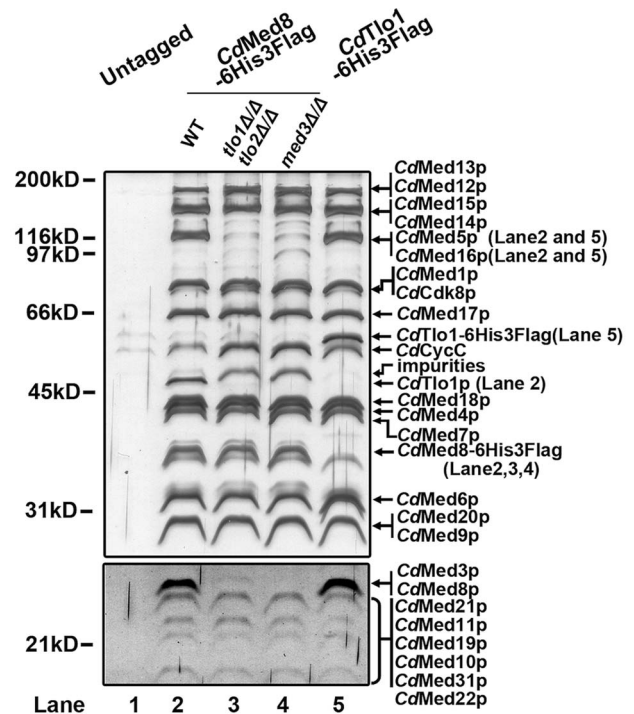 Untagged
CdMed8
-6His3Flag
CdTlo1
-6His3Flag
WT
tlo1Δ/Δ
tlo2Δ/Δ
med3Δ/Δ
200kD
116kD
97kD
66kD
45kD
31kD
21kD
CdMed13p
CdMed12p
CdMed15p
CdMed14p
CdMed5p (Lane2 and 5)
CdMed16p(Lane2 and 5)
CdMed1p
CdCdk8p
CdMed17p
CdTlo1-6His3Flag(Lane 5)
CdCycC
impurities
CdTlo1p (Lane 2)
CdMed18p
CdMed4p
CdMed7p
CdMed8-6His3Flag
(Lane2,3,4)
CdMed6p
CdMed20p
CdMed9p
CdMed3p
CdMed8p
CdMed21p
CdMed11p
CdMed19p
CdMed10p
CdMed31p
CdMed22p
Lane 1 2 3 4 5